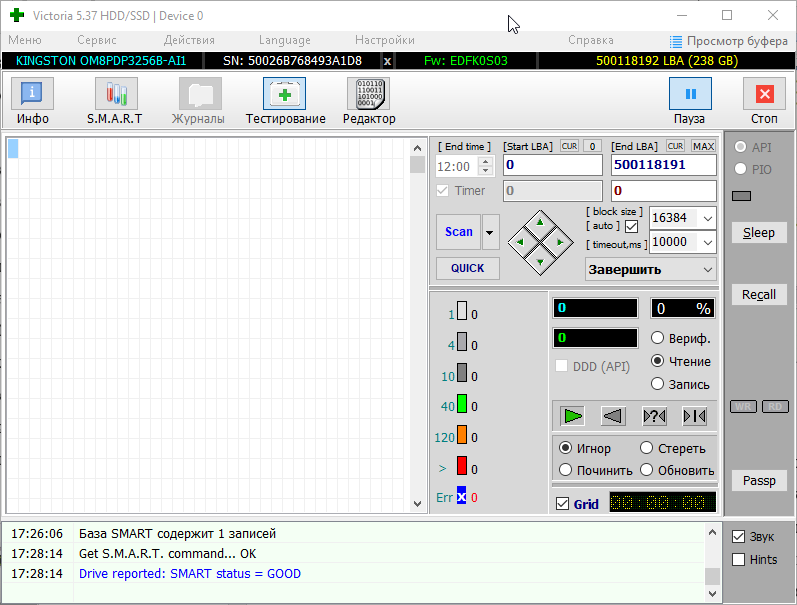 Victoria 5.37 HDD/SSD | Device 0
Меню Сервис Действия Language Настройки Справка Просмотр буфера
KINGSTON OM8PDP3256B-AI1 SN: 50026B768493A1D8 x Fw: EDFK0S03 500118192 LBA (238 GB)
Инфо S.M.A.R.T Журналы Тестирование Редактор Пауза Стоп
[ End time ] [Start LBA] CUR 0 [End LBA] CUR MAX
12:00 0 500118191
Timer 0 0
[ block size ] 16384
[ auto ]
[ timeout,ms ] 10000
Scan
QUICK Завершить
API
PIO
Sleep
Recall
WR RD
Passp
1 0
4 0
10 0
40 0
120 0
> 0
Err x 0
0 0 %
0
Вериф.
DDD (API) Чтение
Запись
Игнор Стереть
Починить Обновить
Grid 00:00:00
17:26:06 База SMART содержит 1 записей
17:28:14 Get S.M.A.R.T. command... OK
17:28:14 Drive reported: SMART status = GOOD
Звук
Hints